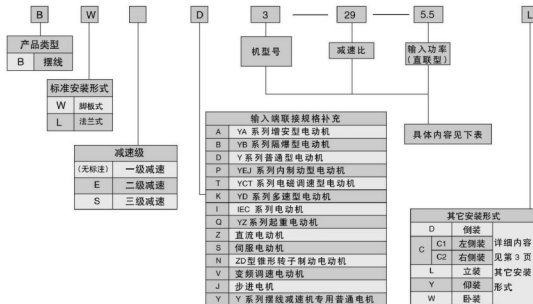 B W D 3 — 29 — 5.5 L
产品类型
B 摆线
标准安装形式
W 脚板式
L 法兰式
减速级
(无标注) 一级减速
E 二级减速
S 三级减速
机型号
减速比
输入功率
(直联型)
具体内容见下表
输入端联接规格补充
A YA 系列增安型电动机
B YB 系列隔爆型电动机
D Y 系列普通型电动机
P YEJ 系列内制动型电动机
T YCT 系列电磁调速型电动机
K YD 系列多速型电动机
I IEC 系列电动机
Q YZ 系列起重电动机
Z 直流电动机
S 伺服电动机
N ZD型锥形转子制动电动机
V 变频调速电动机
J 步进电机
Y Y 系列摆线减速机专用普通电机
其它安装形式
D 倒装
C C1 左侧装
C2 右侧装
L 立装
Y 仰装
W 卧装
详细内容
见第 3 页
其它安装
形式